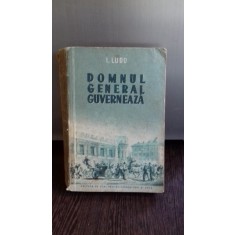 I. LUDO
DOMNUL
GENERAL
GUVERNEAZA